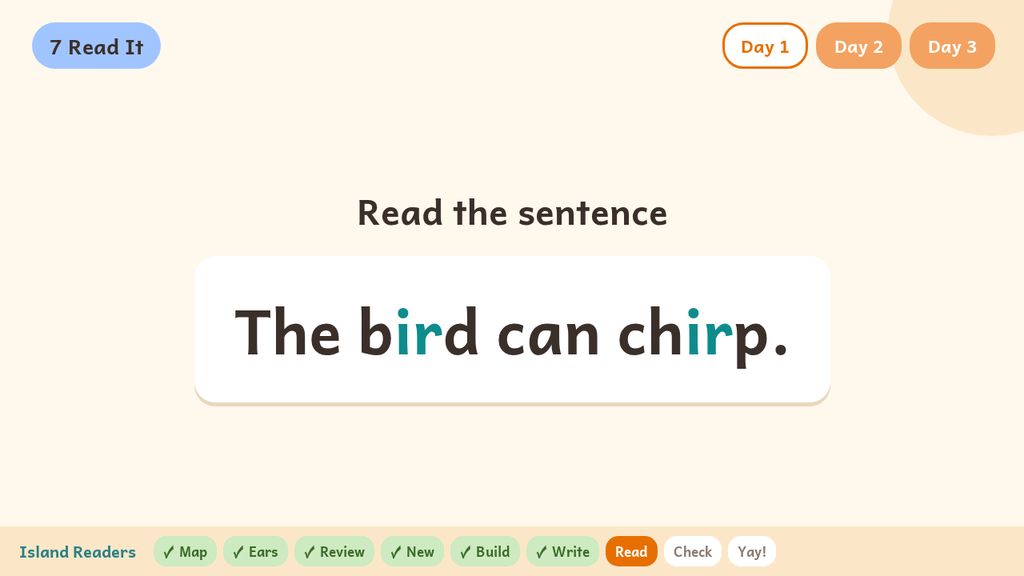 7 Read It
Day 1 Day 2 Day 3
Read the sentence
The bird can chirp.
Island Readers ✓ Map ✓ Ears ✓ Review ✓ New ✓ Build ✓ Write Read Check Yay!